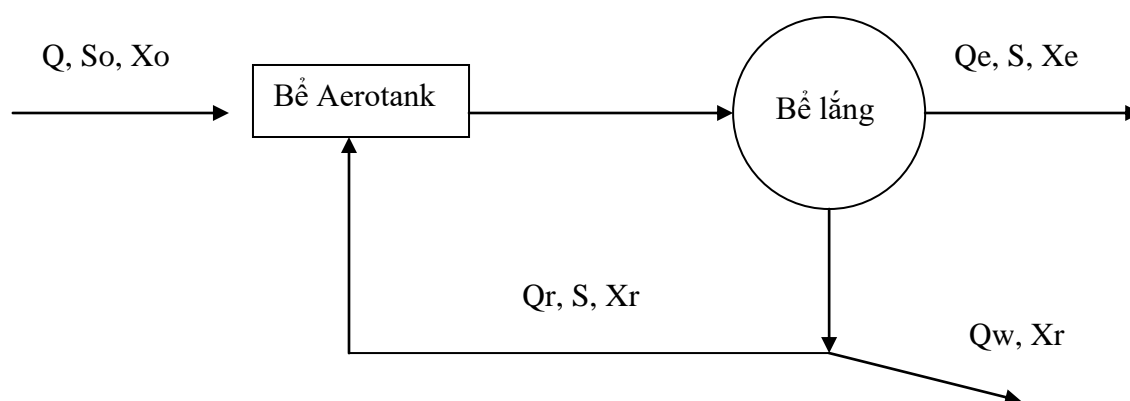 Q, So, Xo
Bể Aerotank
Bể lắng
Qe, S, Xe
Qr, S, Xr
Qw, Xr